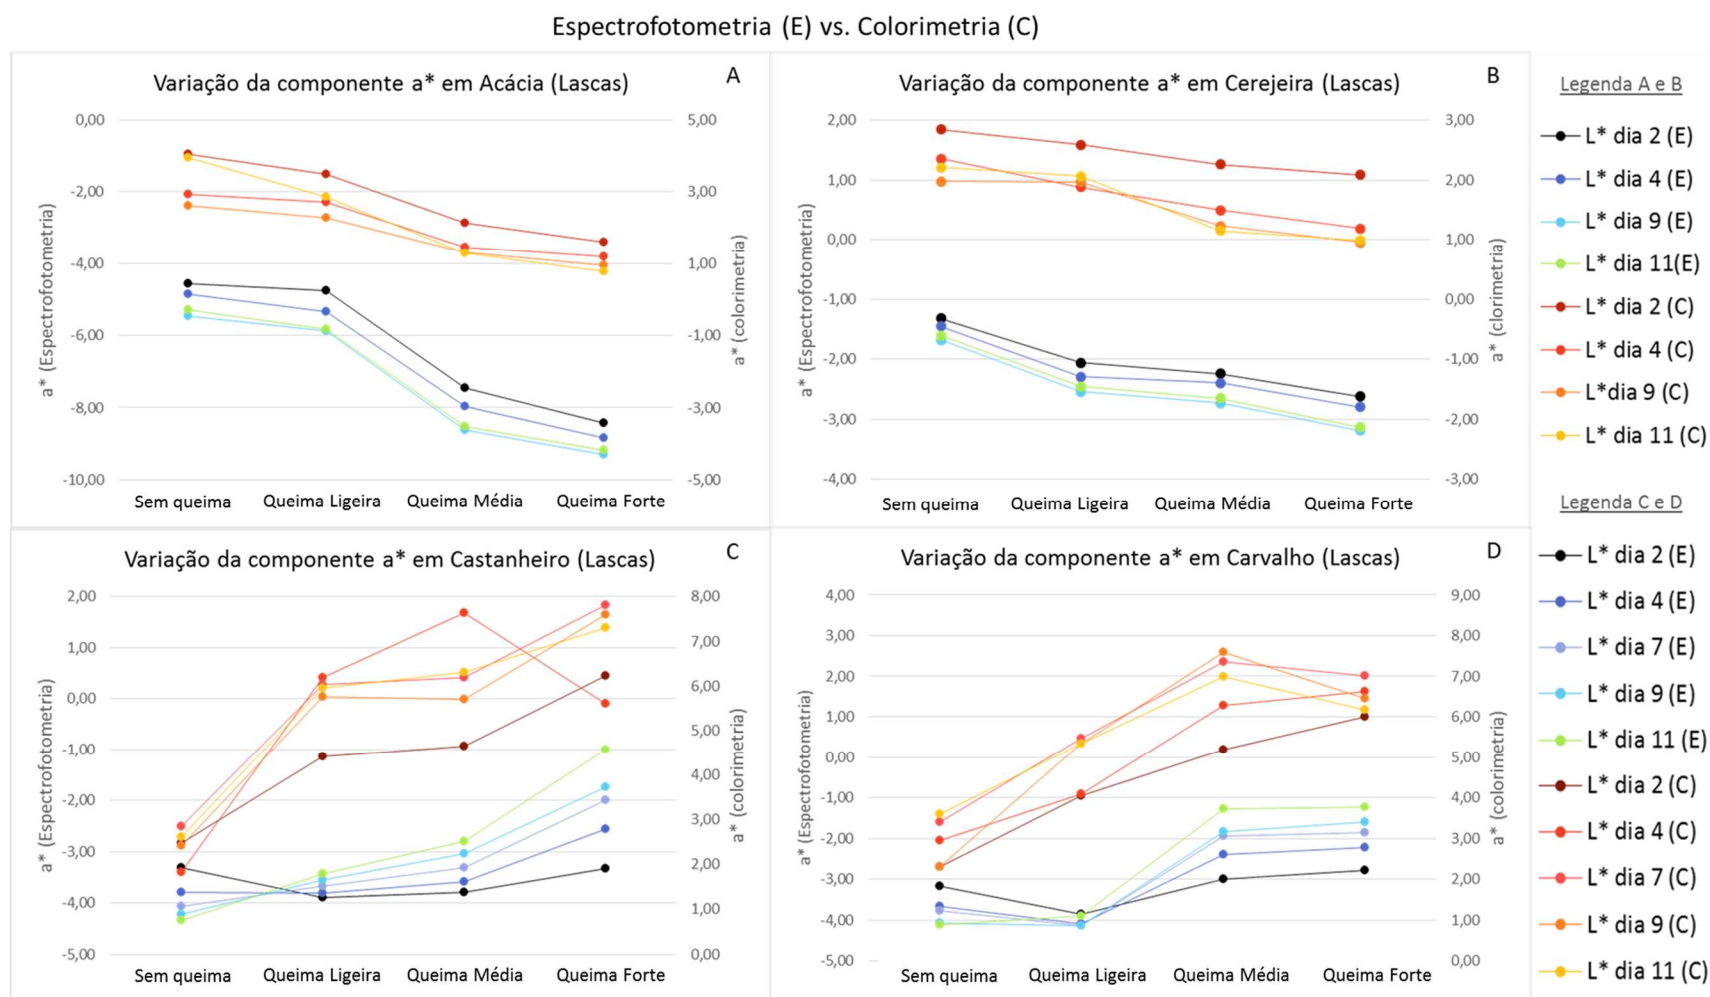 Espectrofotometria (E) vs. Colorimetria (C)
Variação da componente a* em Acácia (Lascas)
A
0,00
-2,00
-4,00
-6,00
-8,00
-10,00
a* (Espectrofotometria)
5,00
3,00
1,00
-1,00
-3,00
-5,00
a* (colorimetria)
Sem queima
Queima Ligeira
Queima Média
Queima Forte
Variação da componente a* em Cerejeira (Lascas)
B
2,00
1,00
0,00
-1,00
-2,00
-3,00
-4,00
a* (Espectrofotometria)
3,00
2,00
1,00
0,00
-1,00
-2,00
-3,00
a* (clorimetria)
Sem queima
Queima Ligeira
Queima Média
Queima Forte
Legenda A e B
L* dia 2 (E)
L* dia 4 (E)
L* dia 9 (E)
L* dia 11(E)
L* dia 2 (C)
L* dia 4 (C)
L*dia 9 (C)
L* dia 11 (C)
Variação da componente a* em Castanheiro (Lascas)
C
2,00
1,00
0,00
-1,00
-2,00
-3,00
-4,00
-5,00
a* (Espectrofotometria)
8,00
7,00
6,00
5,00
4,00
3,00
2,00
1,00
0,00
a* (colorimetria)
Sem queima
Queima Ligeira
Queima Média
Queima Forte
Variação da componente a* em Carvalho (Lascas)
D
4,00
3,00
2,00
1,00
0,00
-1,00
-2,00
-3,00
-4,00
-5,00
a* (Espectrofotometria)
9,00
8,00
7,00
6,00
5,00
4,00
3,00
2,00
1,00
0,00
a* (colorimetria)
Sem queima
Queima Ligeira
Queima Média
Queima Forte
Legenda C e D
L* dia 2 (E)
L* dia 4 (E)
L* dia 7 (E)
L* dia 9 (E)
L* dia 11 (E)
L* dia 2 (C)
L* dia 4 (C)
L* dia 7 (C)
L* dia 9 (C)
L* dia 11 (C)